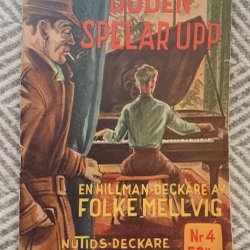 DÖDEN
SPELAR UPP
EN HILLMAN-DECKARE AV
FOLKE MELLVIG
NUTIDS-DECKARE
Nr 4